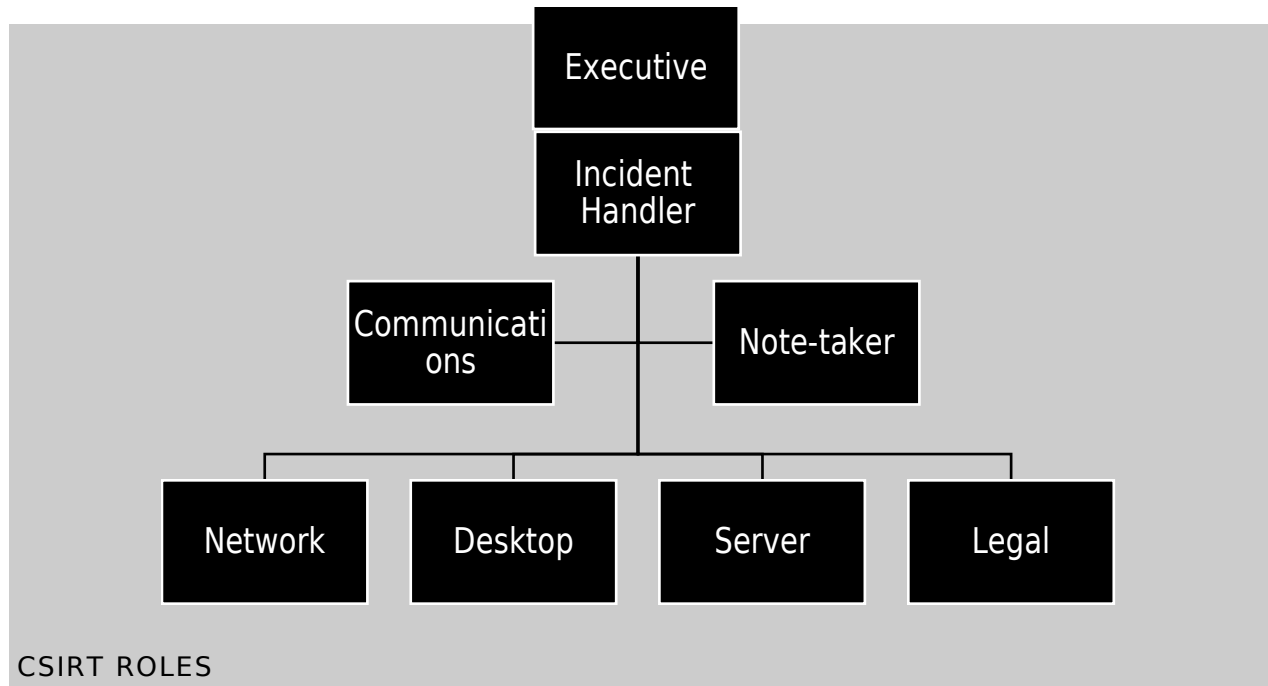 Executive
Incident
Handler
Communicati
ons
Note-taker
Network
Desktop
Server
Legal
CSIRT ROLES